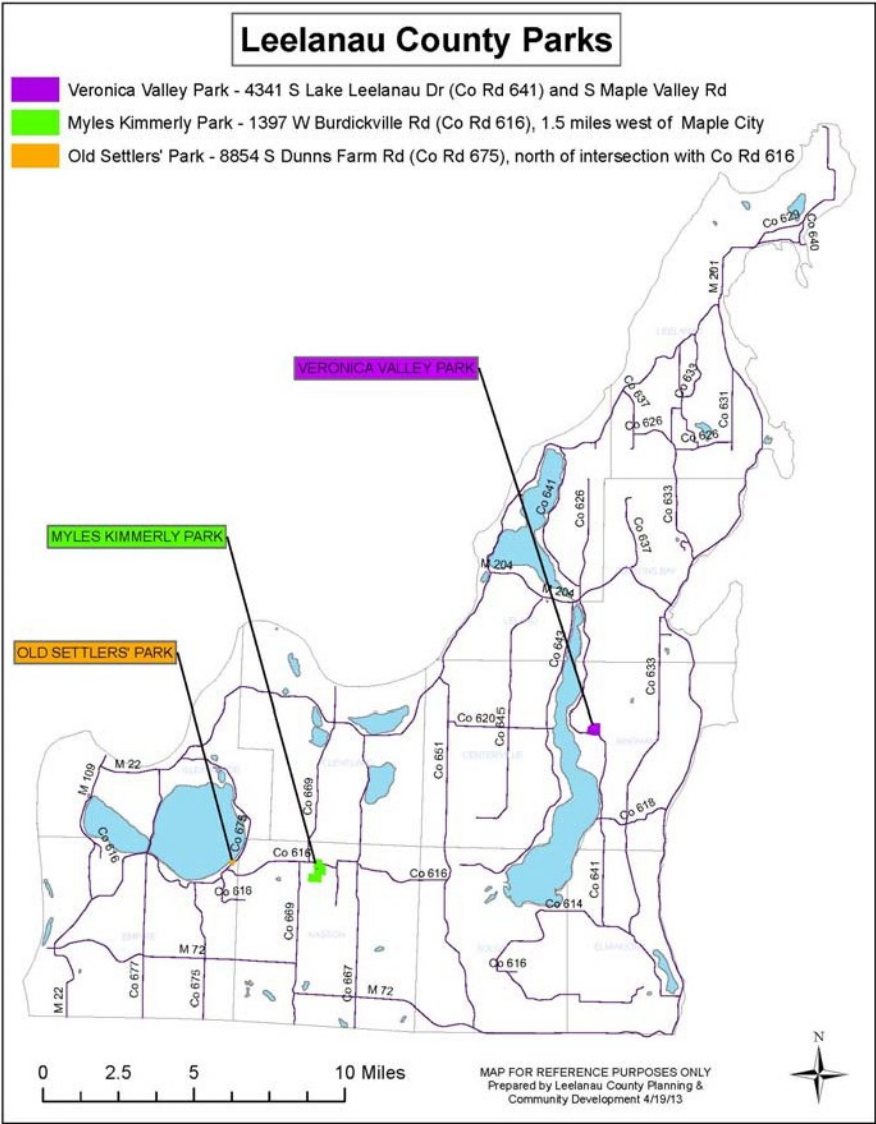 Leelanau County Parks
Veronica Valley Park - 4341 S Lake Leelanau Dr (Co Rd 641) and S Maple Valley Rd
Myles Kimmerly Park - 1397 W Burdickville Rd (Co Rd 616), 1.5 miles west of Maple City
Old Settlers' Park - 8854 S Dunns Farm Rd (Co Rd 675), north of intersection with Co Rd 616
Co 629
Co 640
M 201
VERONICA VALLEY PARK
Co 633
Co 637
Co 631
Co 626
Co 626
Co 641
Co 626
Co 633
Co 637
MYLES KIMMERLY PARK
M 204
M 204
OLD SETTLERS' PARK
Co 643
Co 633
Co 620
Co 645
Co 651
CENTERVILLE
M 22
M 109
CLEVELAND
Co 669
Co 675
Co 618
Co 616
Co 616
Co 616
Co 616
Co 641
Co 614
Co 669
EMPIRE
KASSON
M 72
Co 616
ELMWOOD
Co 677
Co 675
Co 667
M 72
M 22
N
0 2.5 5 10 Miles
MAP FOR REFERENCE PURPOSES ONLY
Prepared by Leelanau County Planning &
Community Development 4/19/13